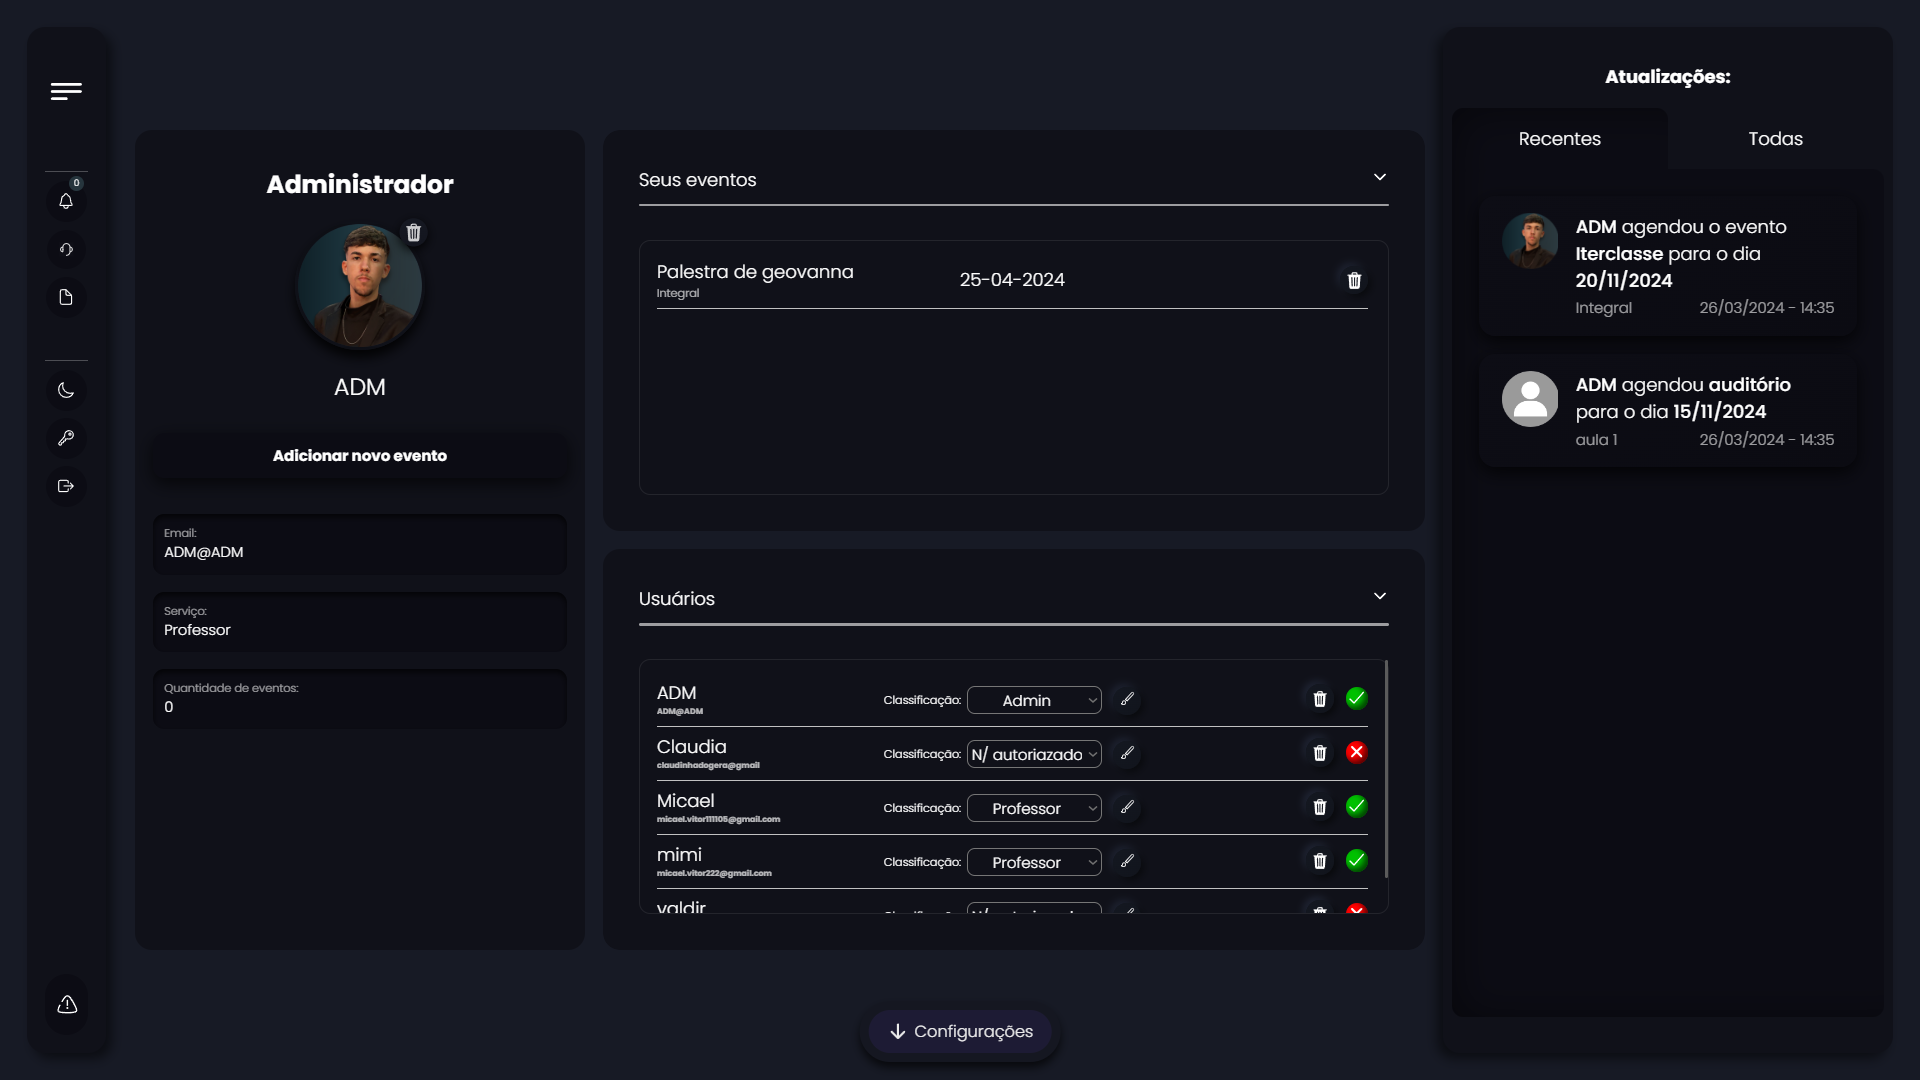 0
Administrador
ADM
Adicionar novo evento
Email:
ADM@ADM
Serviço:
Professor
Quantidade de eventos:
0
Seus eventos
Palestra de geovanna
Integral
25-04-2024
Usuários
ADM
ADM@ADM
Classificação: Admin
Claudia
claudinhadogera@gmail
Classificação: N/ autoriazado
Micael
micael.vitor111105@gmail.com
Classificação: Professor
mimi
micael.vitor222@gmail.com
Classificação: Professor
valdir
Configurações
Atualizações:
Recentes Todas
ADM agendou o evento
Iterclasse para o dia
20/11/2024
Integral 26/03/2024 - 14:35
ADM agendou auditório
para o dia 15/11/2024
aula 1 26/03/2024 - 14:35